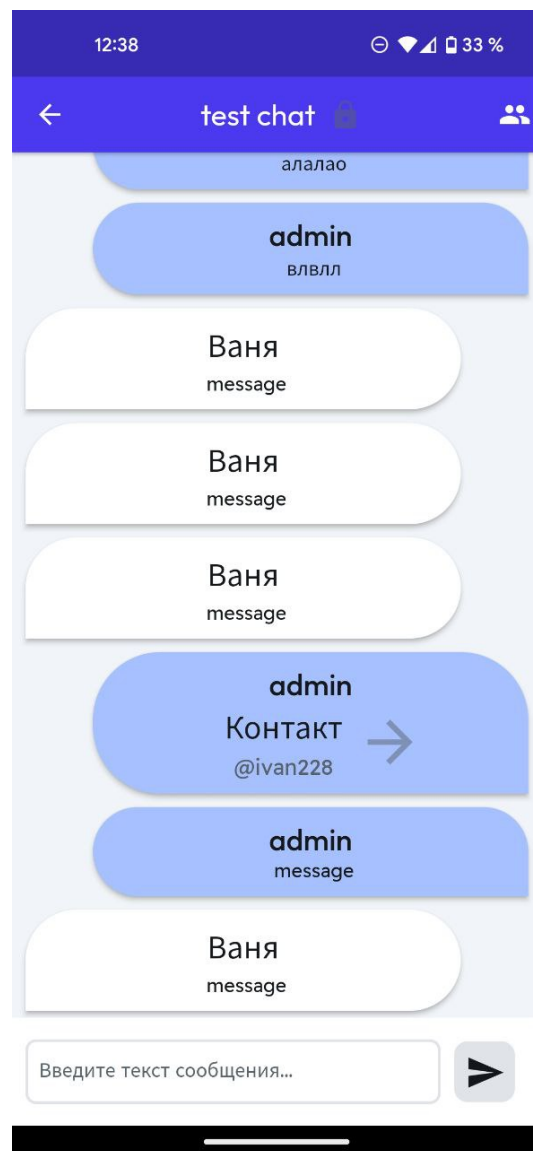 12:38
33 %
test chat
алалао
admin
влвлл
Ваня
message
Ваня
message
Ваня
message
admin
Контакт
@ivan228
admin
message
Ваня
message
Введите текст сообщения...